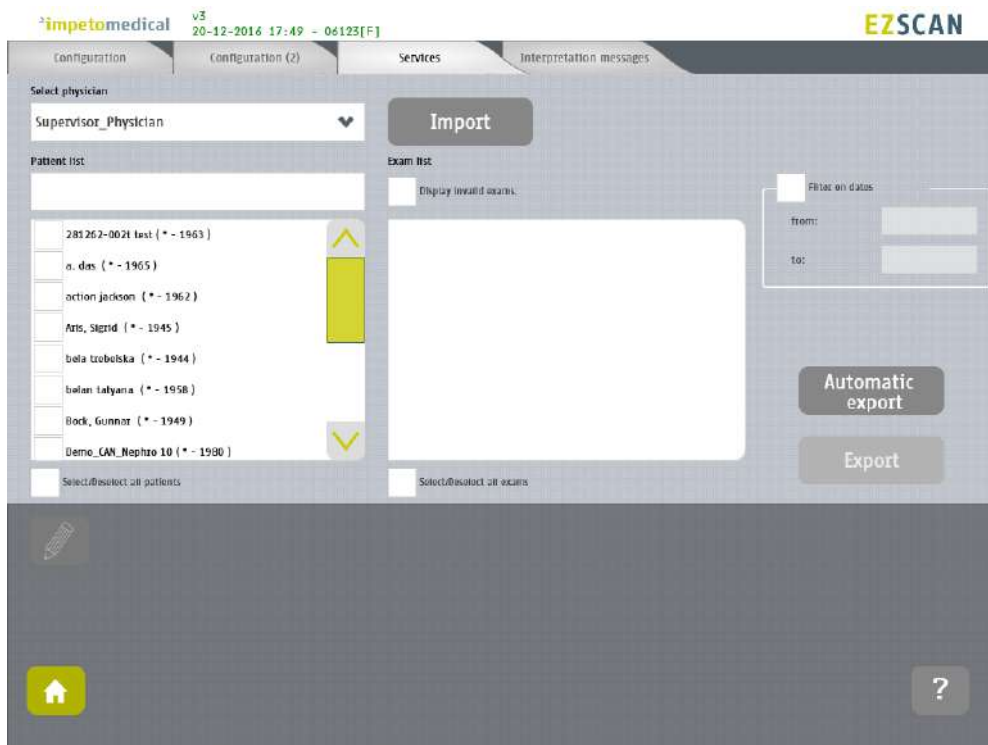 impetomedical
v3
20-12-2016 17:49 - 06123[F]
EZSCAN
Configuration
Configuration (2)
Services
Interpretation messages
Select physician
Supervisor_Physician
Import
Patient list
Exam list
Display invalid exams.
Filter on dates
from:
to:
281262-002t test ( * - 1963 )
a. das ( * - 1965 )
action jackson ( * - 1962 )
Aris, Sigrid ( * - 1945 )
bela trebelska ( * - 1944 )
belan tatyana ( * - 1958 )
Bock, Gunnar ( * - 1949 )
Demo_CAN_Nephro 10 ( * - 1980 )
Automatic
export
Export
Select/Deselect all patients
Select/Deselect all exams
?